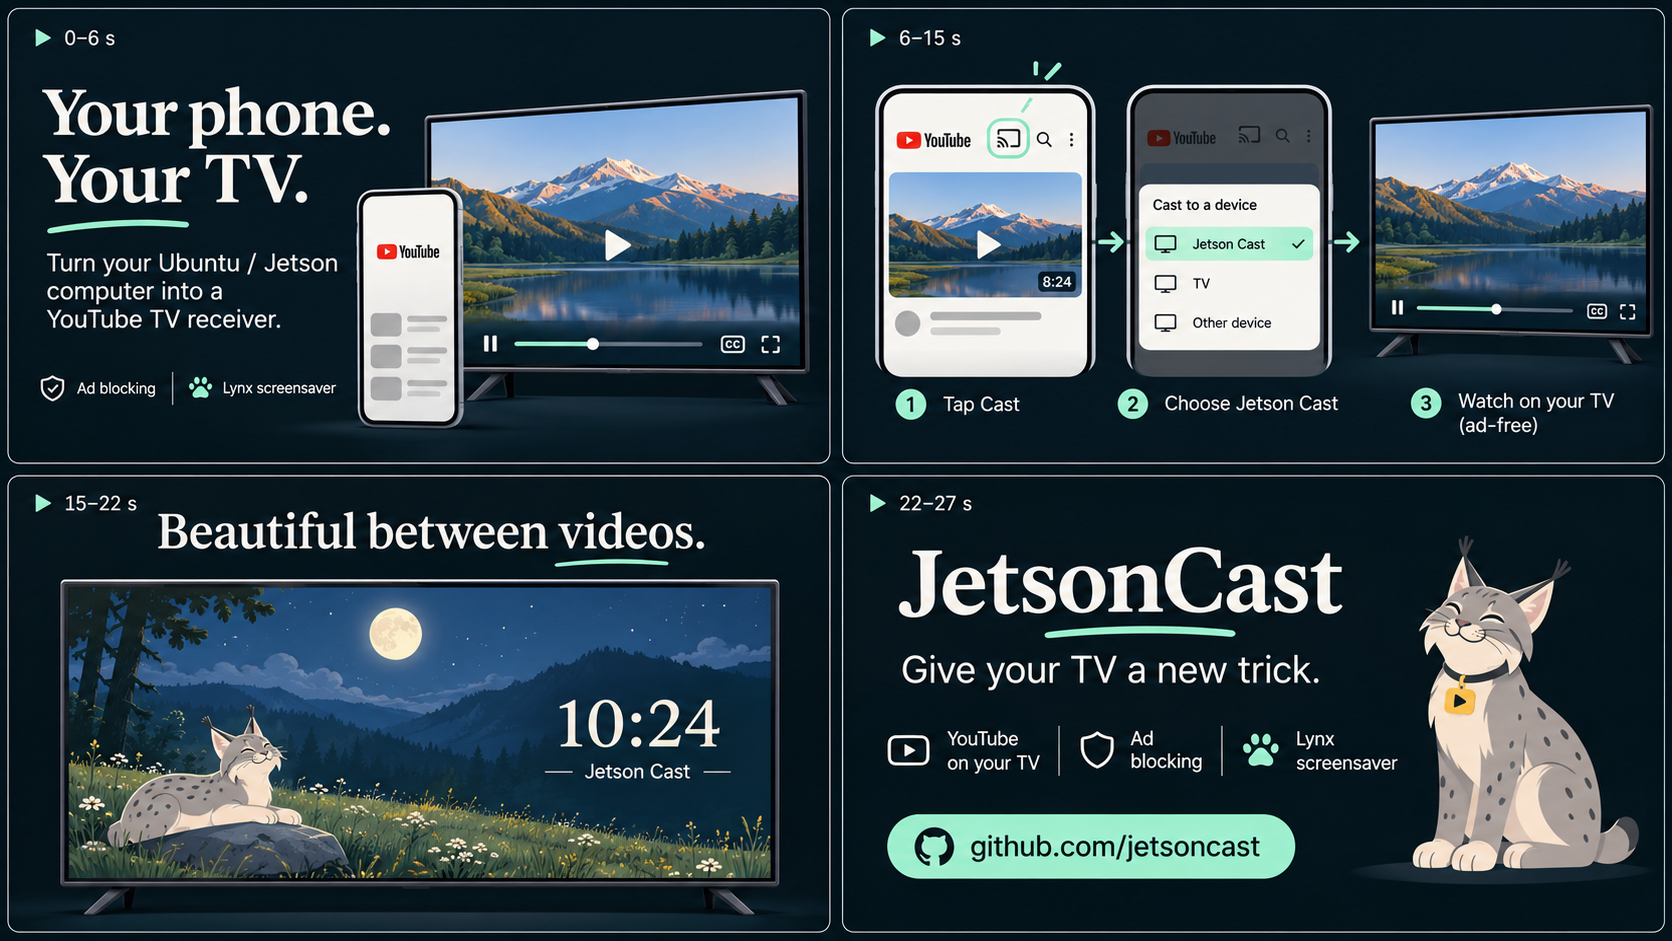 0–6 s
Your phone.
Your TV.
Turn your Ubuntu / Jetson
computer into a
YouTube TV receiver.
Ad blocking
Lynx screensaver
YouTube
CC
6–15 s
YouTube
8:24
1
Tap Cast
YouTube
Cast to a device
Jetson Cast
TV
Other device
2
Choose Jetson Cast
CC
3
Watch on your TV
(ad-free)
15–22 s
Beautiful between videos.
10:24
Jetson Cast
22–27 s
JetsonCast
Give your TV a new trick.
YouTube
on your TV
Ad
blocking
Lynx
screensaver
github.com/jetsoncast